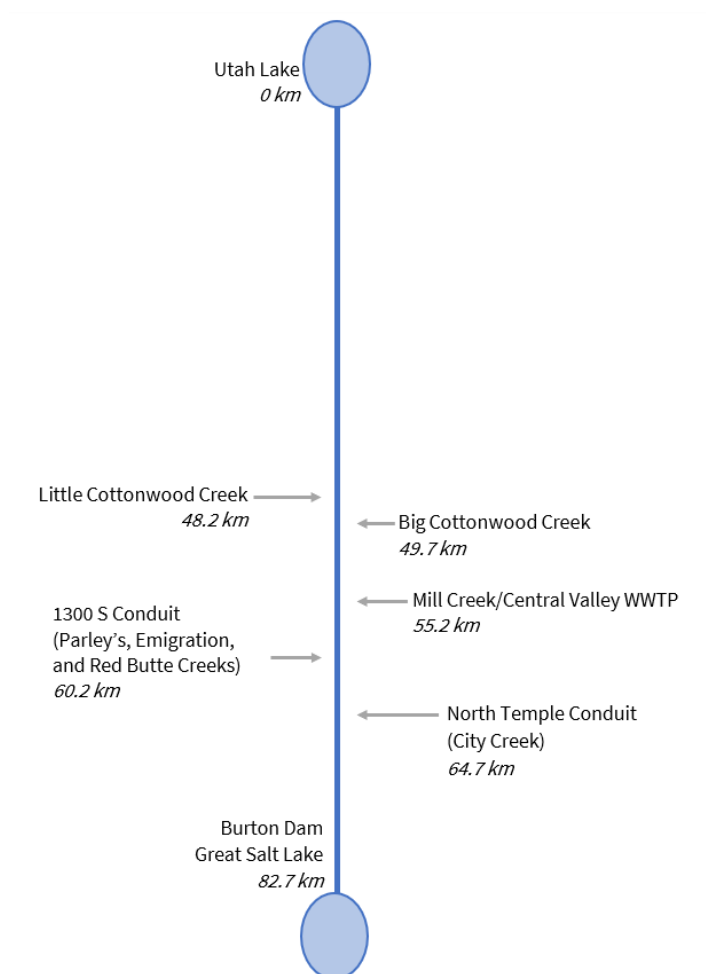 Utah Lake
0 km
Little Cottonwood Creek
48.2 km
Big Cottonwood Creek
49.7 km
Mill Creek/Central Valley WWTP
55.2 km
1300 S Conduit
(Parley’s, Emigration,
and Red Butte Creeks)
60.2 km
North Temple Conduit
(City Creek)
64.7 km
Burton Dam
Great Salt Lake
82.7 km